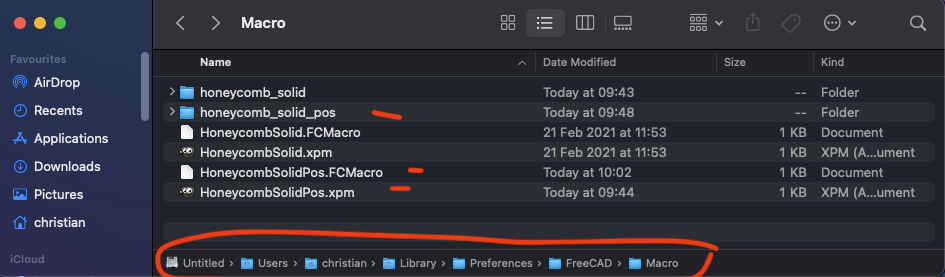 Macro
Favourites
AirDrop
Recents
Applications
Downloads
Pictures
christian
iCloud
Name Date Modified Size Kind
honeycomb_solid Today at 09:43 -- Folder
honeycomb_solid_pos Today at 09:48 -- Folder
HoneycombSolid.FCMacro 21 Feb 2021 at 11:53 1 KB Document
HoneycombSolid.xpm 21 Feb 2021 at 11:53 1 KB XPM (A...ument
HoneycombSolidPos.FCMacro Today at 10:02 1 KB Document
HoneycombSolidPos.xpm Today at 09:44 1 KB XPM (A...ument
Untitled › Users › christian › Library › Preferences › FreeCAD › Macro